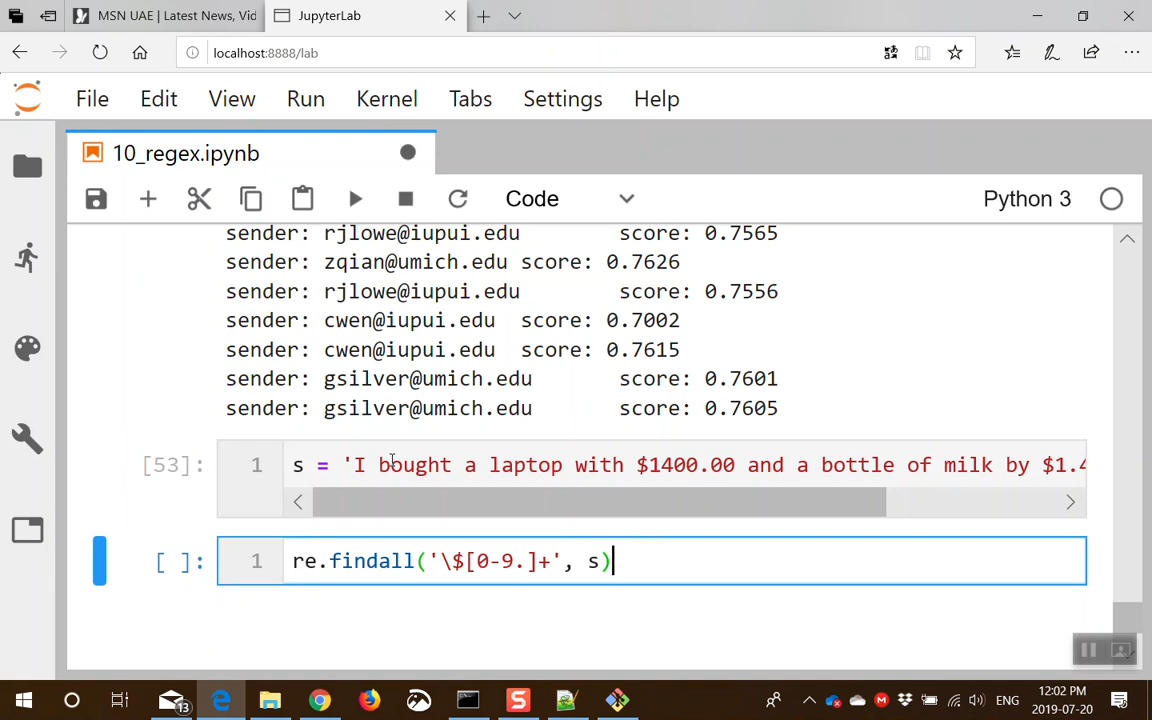 MSN UAE | Latest News, Vid
JupyterLab
localhost:8888/lab
File Edit View Run Kernel Tabs Settings Help
10_regex.ipynb
Code Python 3
sender: rjlowe@iupui.edu score: 0.7565
sender: zqian@umich.edu score: 0.7626
sender: rjlowe@iupui.edu score: 0.7556
sender: cwen@iupui.edu score: 0.7002
sender: cwen@iupui.edu score: 0.7615
sender: gsilver@umich.edu score: 0.7601
sender: gsilver@umich.edu score: 0.7605
[53]: 1 s = 'I bought a laptop with $1400.00 and a bottle of milk by $1.4
[ ]: 1 re.findall('\$[0-9.]+', s)
13
ENG
12:02 PM
2019-07-20